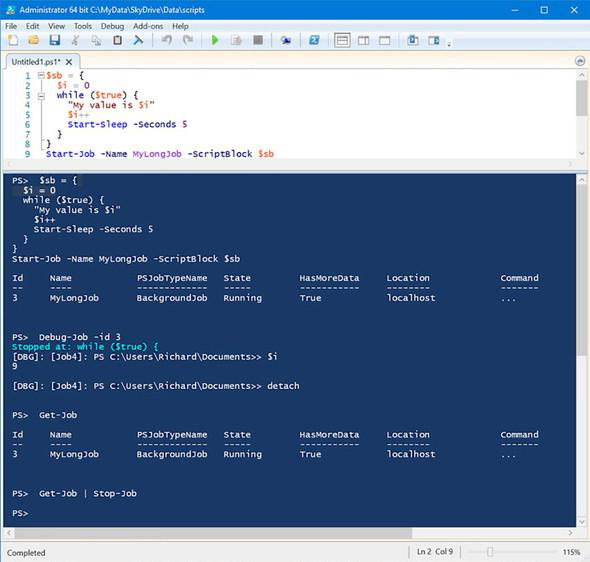 Administrator 64 bit C:\MyData\SkyDrive\Data\scripts
File Edit View Tools Debug Add-ons Help
Untitled1.ps1* X
1 $sb = {
2 $i = 0
3 while ($true) {
4 "My value is $i"
5 $i++
6 Start-Sleep -Seconds 5
7 }
8 }
9 Start-Job -Name MyLongJob -ScriptBlock $sb
PS> $sb = {
$i = 0
while ($true) {
"My value is $i"
$i++
Start-Sleep -Seconds 5
}
}
Start-Job -Name MyLongJob -ScriptBlock $sb
Id Name PSJobTypeName State HasMoreData Location Command
-- ---- ------------- ----- ----------- -------- -------
3 MyLongJob BackgroundJob Running True localhost ...
PS> Debug-Job -id 3
Stopped at: while ($true) {
[DBG]: [Job4]: PS C:\Users\Richard\Documents>> $i
9
[DBG]: [Job4]: PS C:\Users\Richard\Documents>> detach
PS> Get-Job
Id Name PSJobTypeName State HasMoreData Location Command
-- ---- ------------- ----- ----------- -------- -------
3 MyLongJob BackgroundJob Running True localhost ...
PS> Get-Job | Stop-Job
PS>
Completed Ln 2 Col 9 115%